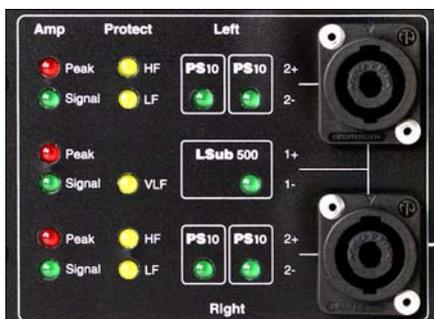 Amp Protect Left
Peak HF PS10 PS10 2+
Signal LF 2-
Peak LSub 500 1+
Signal VLF 1-
Peak HF PS10 PS10 2+
Signal LF 2-
Right